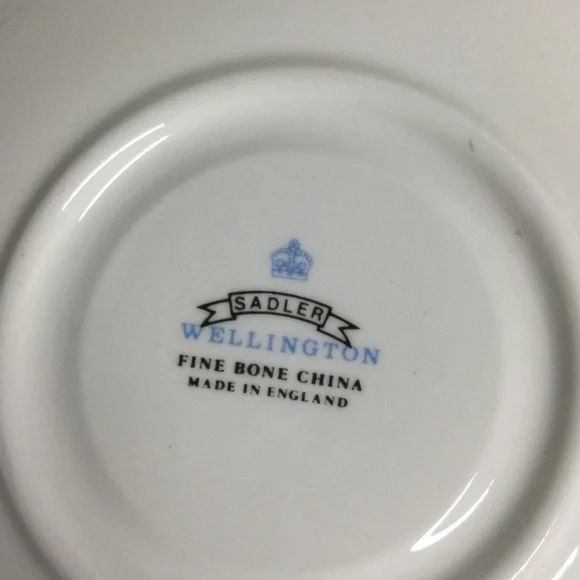 SADLER
WELLINGTON
FINE BONE CHINA
MADE IN ENGLAND